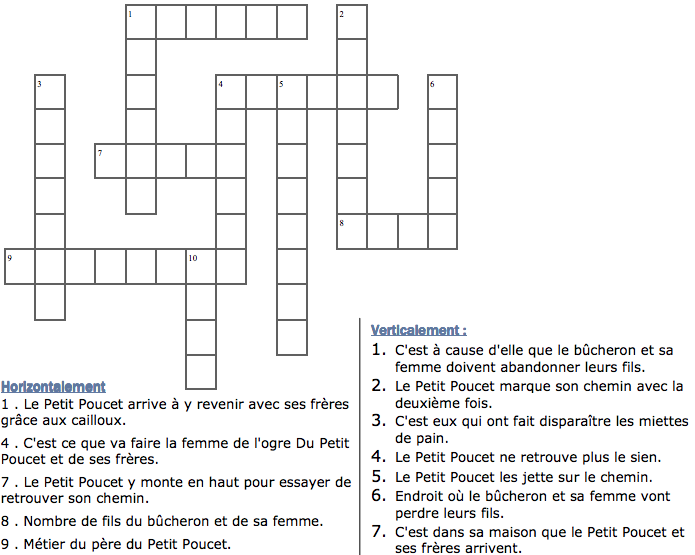 1
2
3
4
5
6
7
8
9
10
Horizontalement
1 . Le Petit Poucet arrive à y revenir avec ses frères
grâce aux cailloux.
4 . C'est ce que va faire la femme de l'ogre Du Petit
Poucet et de ses frères.
7 . Le Petit Poucet y monte en haut pour essayer de
retrouver son chemin.
8 . Nombre de fils du bûcheron et de sa femme.
9 . Métier du père du Petit Poucet.
Verticalement :
1. C'est à cause d'elle que le bûcheron et sa
femme doivent abandonner leurs fils.
2. Le Petit Poucet marque son chemin avec la
deuxième fois.
3. C'est eux qui ont fait disparaître les miettes
de pain.
4. Le Petit Poucet ne retrouve plus le sien.
5. Le Petit Poucet les jette sur le chemin.
6. Endroit où le bûcheron et sa femme vont
perdre leurs fils.
7. C'est dans sa maison que le Petit Poucet et
ses frères arrivent.